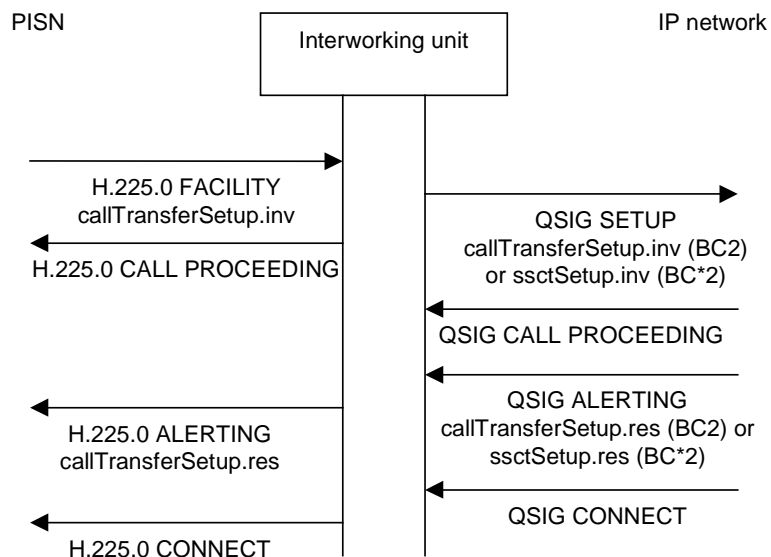 PISN
Interworking unit
IP network
H.225.0 FACILITY
callTransferSetup.inv
H.225.0 CALL PROCEEDING
QSIG SETUP
callTransferSetup.inv (BC2)
or ssctSetup.inv (BC*2)
QSIG CALL PROCEEDING
H.225.0 ALERTING
callTransferSetup.res
QSIG ALERTING
callTransferSetup.res (BC2) or
ssctSetup.res (BC*2)
QSIG CONNECT
H.225.0 CONNECT